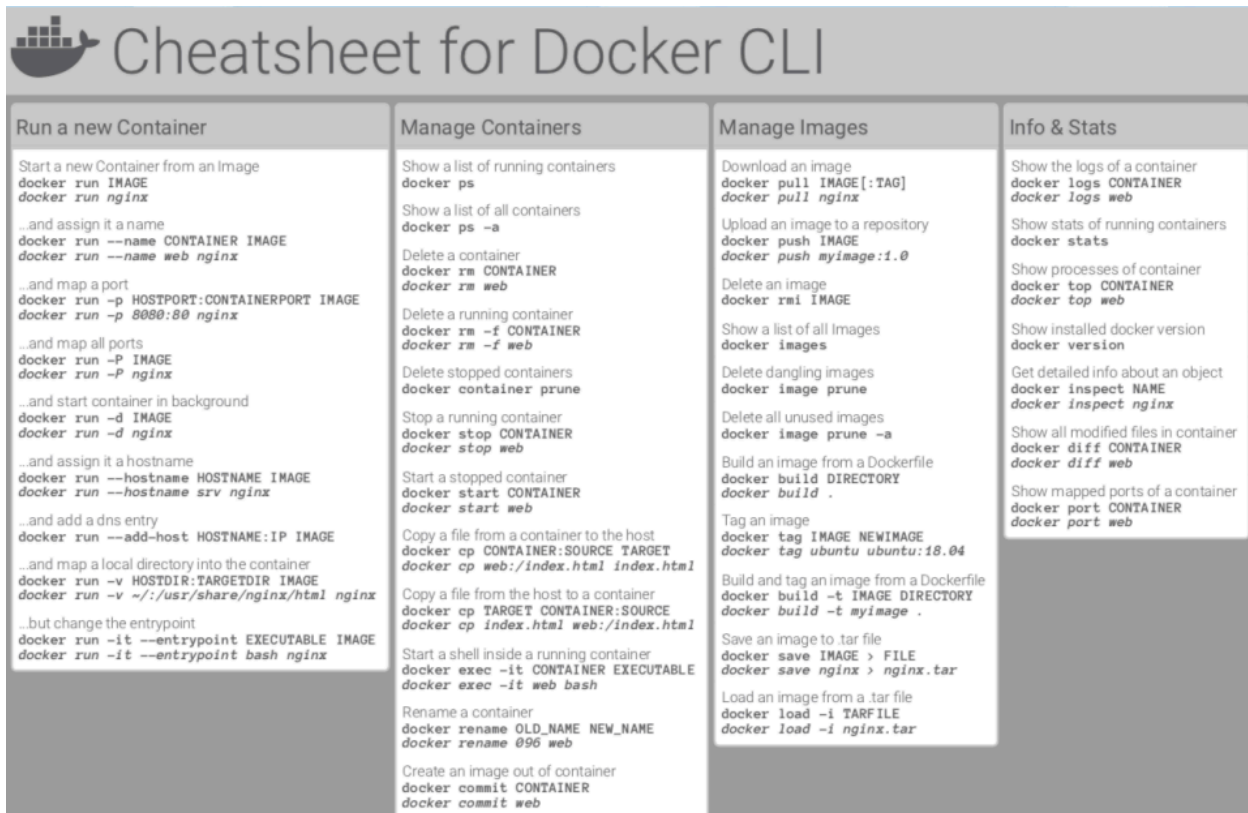 Cheatsheet for Docker CLI
Run a new Container
Start a new Container from an Image
docker run IMAGE
docker run nginx
...and assign it a name
docker run --name CONTAINER IMAGE
docker run --name web nginx
...and map a port
docker run -p HOSTPORT:CONTAINERPORT IMAGE
docker run -p 8080:80 nginx
...and map all ports
docker run -P IMAGE
docker run -P nginx
...and start container in background
docker run -d IMAGE
docker run -d nginx
...and assign it a hostname
docker run --hostname HOSTNAME IMAGE
docker run --hostname srv nginx
...and add a dns entry
docker run --add-host HOSTNAME:IP IMAGE
...and map a local directory into the container
docker run -v HOSTDIR:TARGETDIR IMAGE
docker run -v ~/:/usr/share/nginx/html nginx
...but change the entrypoint
docker run -it --entrypoint EXECUTABLE IMAGE
docker run -it --entrypoint bash nginx
Manage Containers
Show a list of running containers
docker ps
Show a list of all containers
docker ps -a
Delete a container
docker rm CONTAINER
docker rm web
Delete a running container
docker rm -f CONTAINER
docker rm -f web
Delete stopped containers
docker container prune
Stop a running container
docker stop CONTAINER
docker stop web
Start a stopped container
docker start CONTAINER
docker start web
Copy a file from a container to the host
docker cp CONTAINER:SOURCE TARGET
docker cp web:/index.html index.html
Copy a file from the host to a container
docker cp TARGET CONTAINER:SOURCE
docker cp index.html web:/index.html
Start a shell inside a running container
docker exec -it CONTAINER EXECUTABLE
docker exec -it web bash
Rename a container
docker rename OLD_NAME NEW_NAME
docker rename 096 web
Create an image out of container
docker commit CONTAINER
docker commit web
Manage Images
Download an image
docker pull IMAGE[:TAG]
docker pull nginx
Upload an image to a repository
docker push IMAGE
docker push myimage:1.0
Delete an image
docker rmi IMAGE
Show a list of all Images
docker images
Delete dangling images
docker image prune
Delete all unused images
docker image prune -a
Build an image from a Dockerfile
docker build DIRECTORY
docker build .
Tag an image
docker tag IMAGE NEWIMAGE
docker tag ubuntu ubuntu:18.04
Build and tag an image from a Dockerfile
docker build -t IMAGE DIRECTORY
docker build -t myimage .
Save an image to .tar file
docker save IMAGE > FILE
docker save nginx > nginx.tar
Load an image from a .tar file
docker load -i TARFILE
docker load -i nginx.tar
Info & Stats
Show the logs of a container
docker logs CONTAINER
docker logs web
Show stats of running containers
docker stats
Show processes of container
docker top CONTAINER
docker top web
Show installed docker version
docker version
Get detailed info about an object
docker inspect NAME
docker inspect nginx
Show all modified files in container
docker diff CONTAINER
docker diff web
Show mapped ports of a container
docker port CONTAINER
docker port web